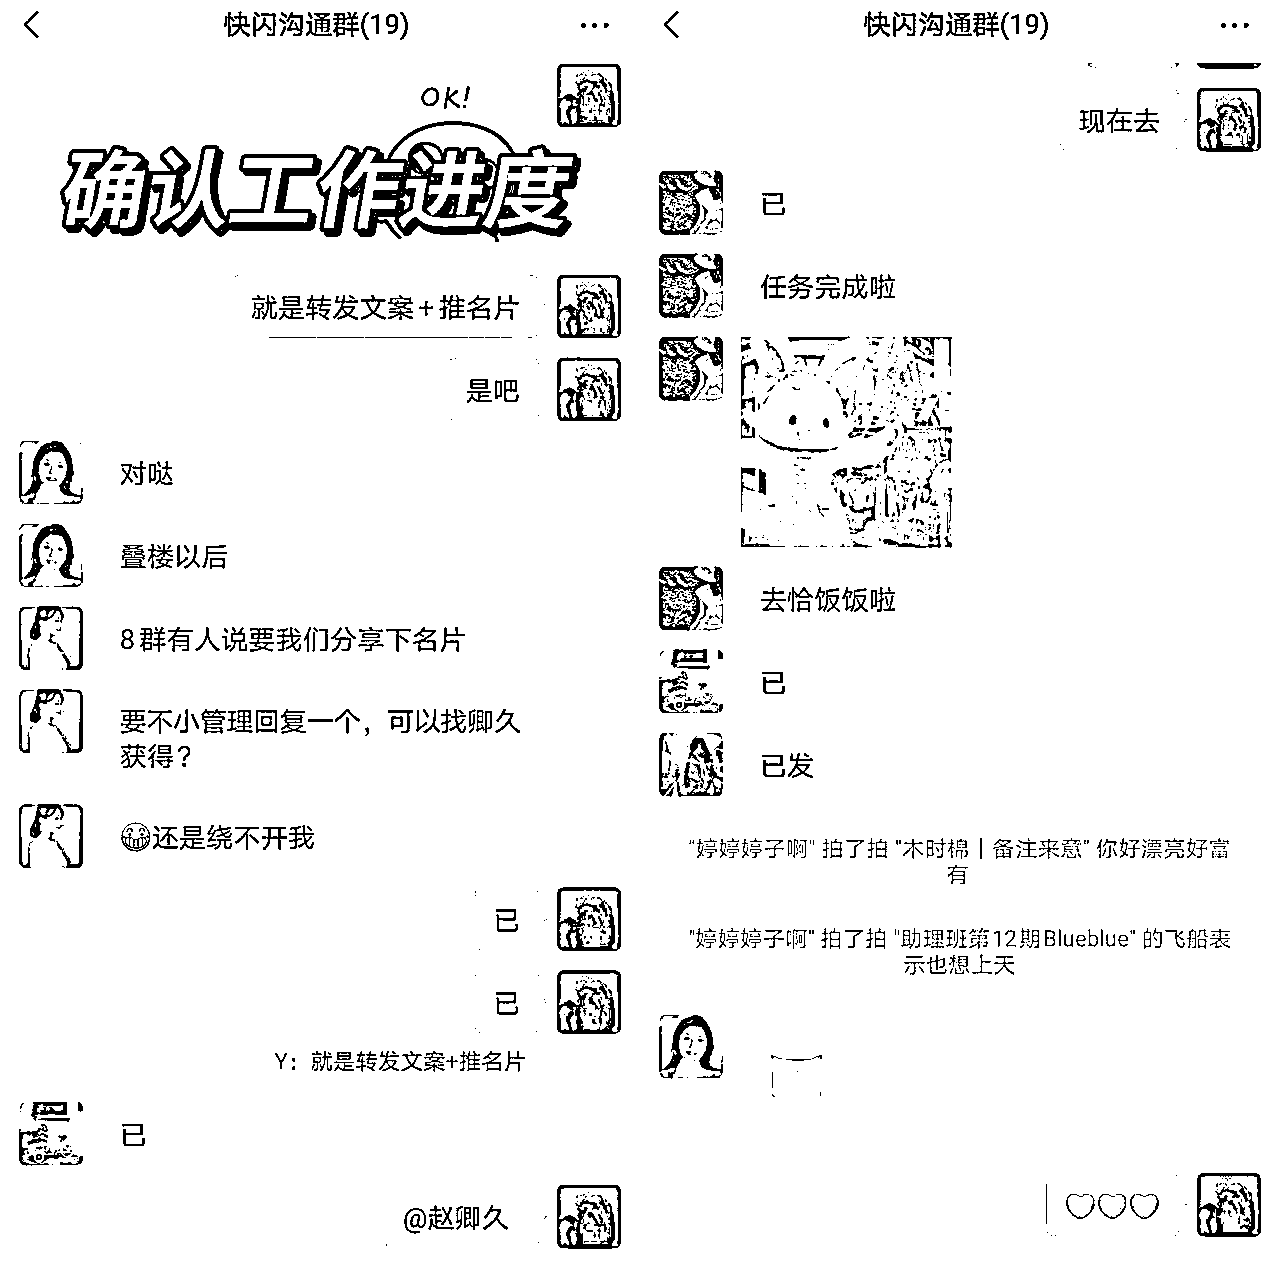 快闪沟通群(19)
OK!
确认工作进度
就是转发文案+推名片
是吧
对哒
叠楼以后
8群有人说要我们分享下名片
要不小管理回复一个，可以找卿久
获得？
还是绕不开我
已
已
Y：就是转发文案+推名片
已
@赵卿久
快闪沟通群(19)
现在去
已
任务完成啦
去恰饭饭啦
已
已发
"婷婷婷子啊" 拍了拍 "木时棉｜备注来意" 你好漂亮好富
有
"婷婷婷子啊" 拍了拍 "助理班第12期Blueblue" 的飞船表
示也想上天